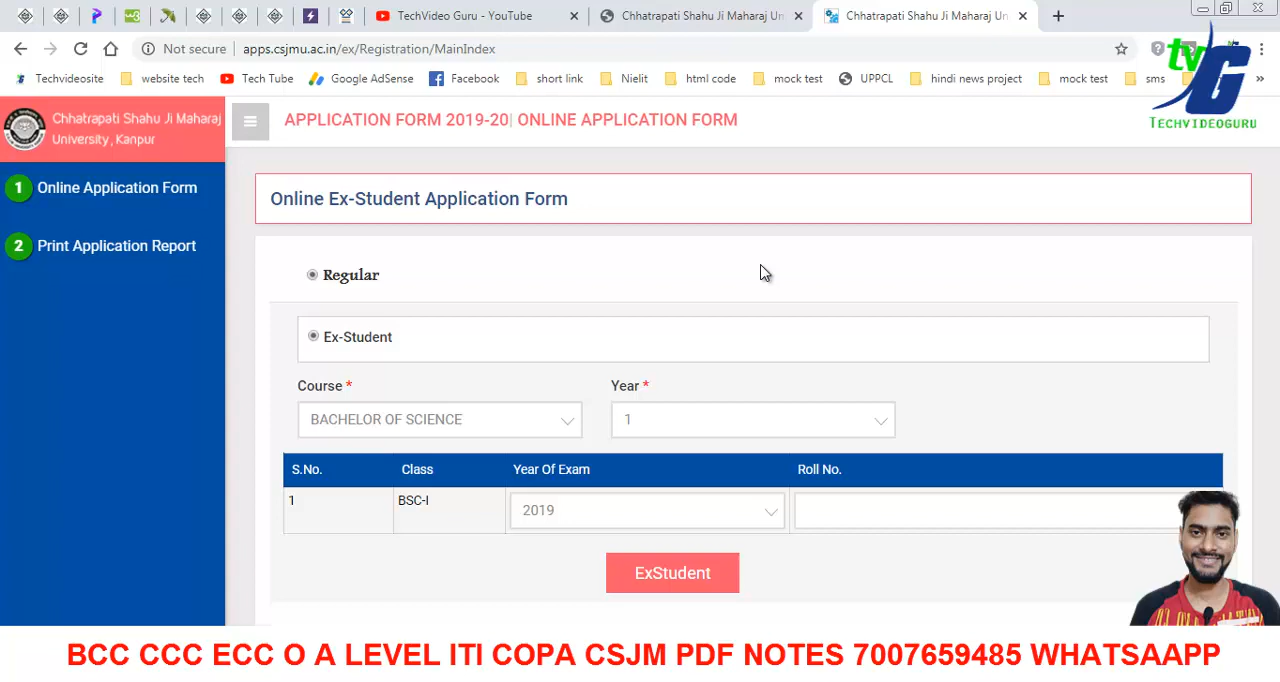 TechVideo Guru - YouTube
Chhatrapati Shahu Ji Maharaj Un
Chhatrapati Shahu Ji Maharaj Un
Not secure | apps.csjmu.ac.in/ex/Registration/MainIndex
Techvideosite website tech Tech Tube Google AdSense Facebook short link Nielit html code mock test UPPCL hindi news project mock test sms »
tv G
TECHVIDEOGURU
Chhatrapati Shahu Ji Maharaj
University, Kanpur
APPLICATION FORM 2019-20| ONLINE APPLICATION FORM
1 Online Application Form
2 Print Application Report
Online Ex-Student Application Form
Regular
Ex-Student
Course * Year *
BACHELOR OF SCIENCE 1
S.No. Class Year Of Exam Roll No.
1 BSC-I 2019
ExStudent
BCC CCC ECC O A LEVEL ITI COPA CSJM PDF NOTES 7007659485 WHATSAAPP